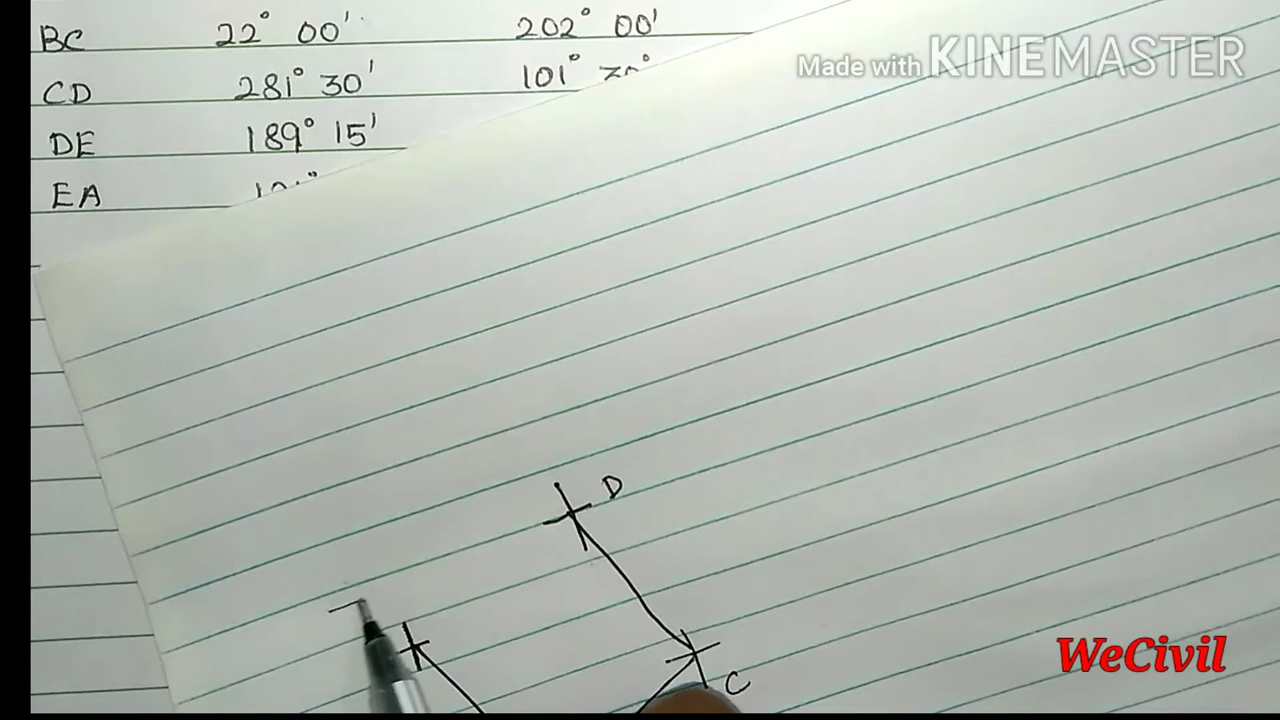 BC 22° 00' 202° 00'
CD 281° 30' 101°
DE 189° 15'
EA
Made with KINEMASTER
D
C
WeCivil